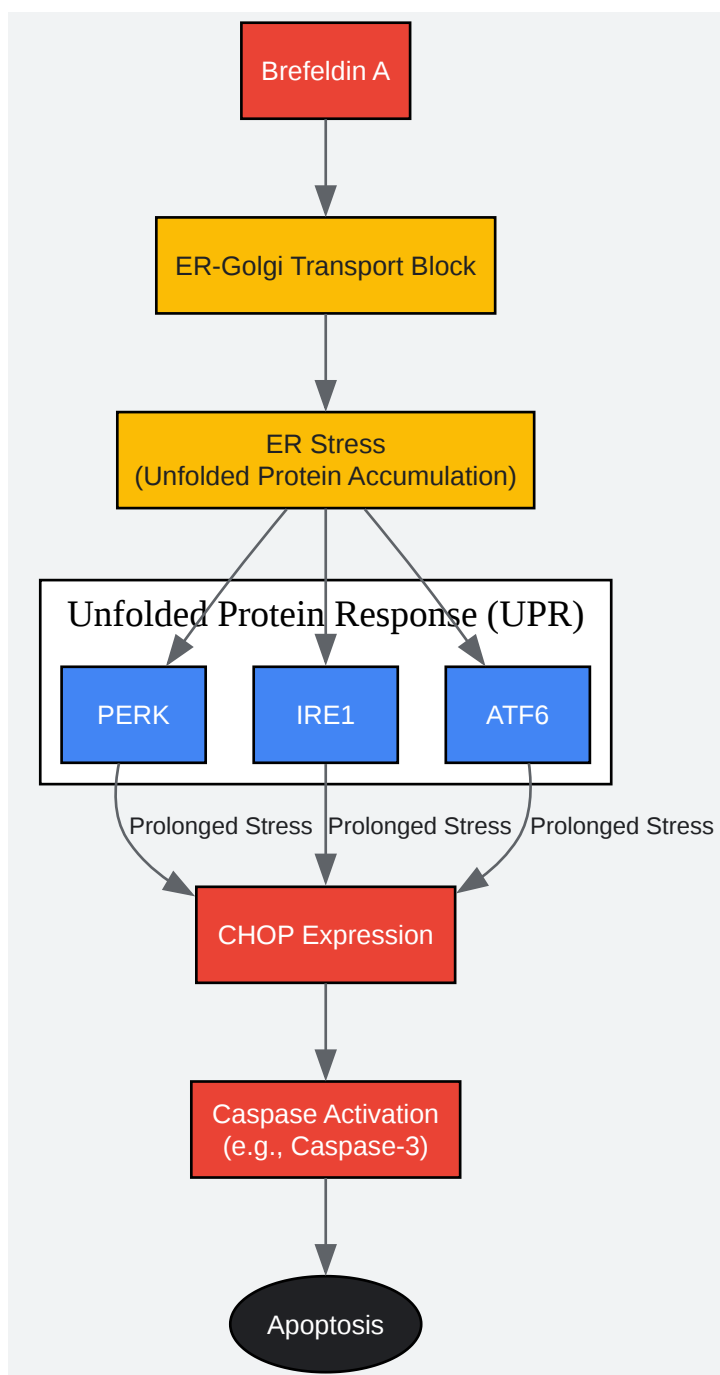 Brefeldin A
ER-Golgi Transport Block
ER Stress
(Unfolded Protein Accumulation)
Unfolded Protein Response (UPR)
PERK
IRE1
ATF6
Prolonged Stress
Prolonged Stress
Prolonged Stress
CHOP Expression
Caspase Activation
(e.g., Caspase-3)
Apoptosis